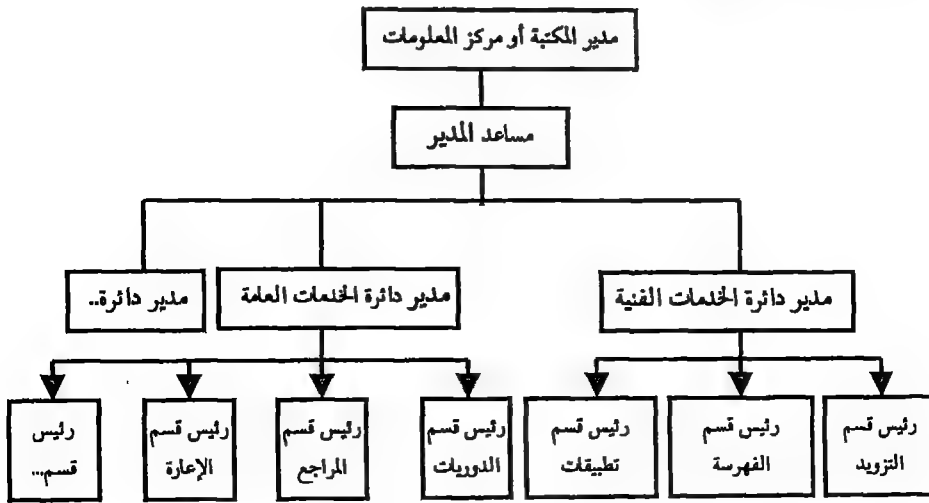 مدير المكتبة أو مركز المعلومات
مساعد المدير
مدير دائرة الخدمات الفنية
مدير دائرة الخدمات العامة
مدير دائرة..
رئيس قسم
التزويد
رئيس قسم
الفهرسة
رئيس قسم
تطبيقات
رئيس قسم
الدوريات
رئيس قسم
المراجع
رئيس قسم
الإعارة
رئيس
قسم...